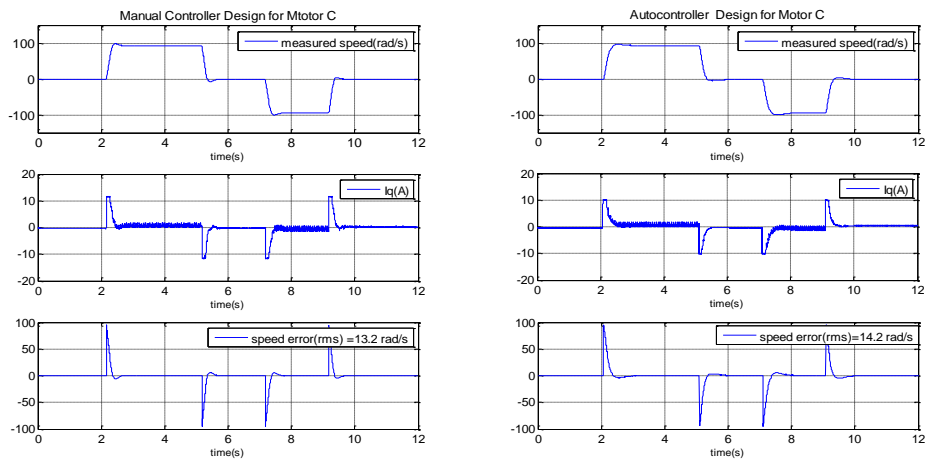 Manual Controller Design for Mtotor C
100
0
-100
measured speed(rad/s)
0 2 4 6 8 10 12
time(s)
20
10
0
-10
-20
Iq(A)
0 2 4 6 8 10 12
time(s)
100
50
0
-50
-100
speed error(rms) =13.2 rad/s
0 2 4 6 8 10 12
time(s)
Autocontroller Design for Motor C
100
0
-100
measured speed(rad/s)
0 2 4 6 8 10 12
time(s)
20
10
0
-10
-20
Iq(A)
0 2 4 6 8 10 12
time(s)
100
50
0
-50
-100
speed error(rms)=14.2 rad/s
0 2 4 6 8 10 12
time(s)